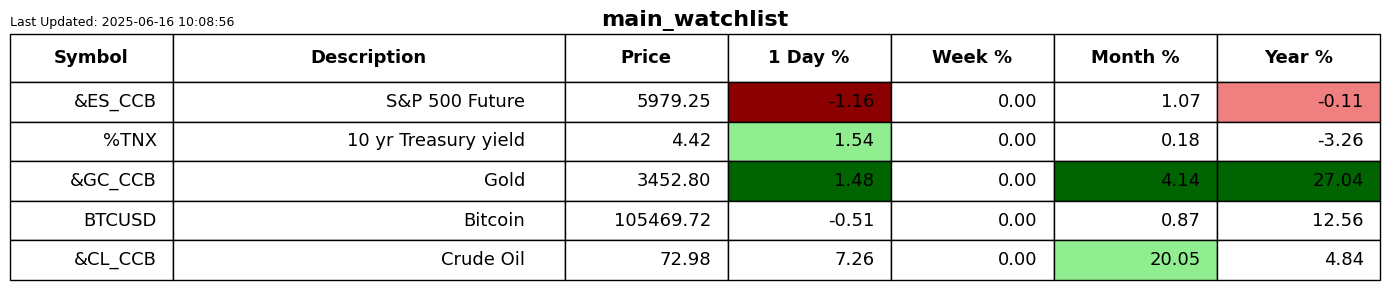 main_watchlist
Last Updated: 2025-06-16 10:08:56
Symbol Description Price 1 Day % Week % Month % Year %
&ES_CCB S&P 500 Future 5979.25 -1.16 0.00 1.07 -0.11
%TNX 10 yr Treasury yield 4.42 1.54 0.00 0.18 -3.26
&GC_CCB Gold 3452.80 1.48 0.00 4.14 27.04
BTCUSD Bitcoin 105469.72 -0.51 0.00 0.87 12.56
&CL_CCB Crude Oil 72.98 7.26 0.00 20.05 4.84